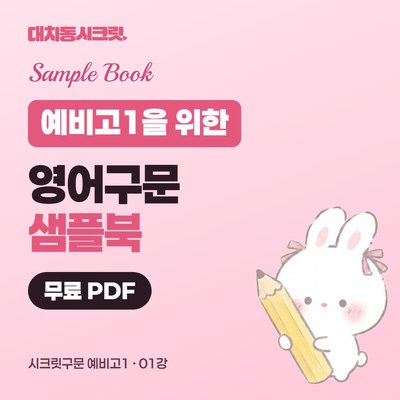 대치동시크릿.
Sample Book
예비고1을 위한
영어구문
샘플북
무료 PDF
시크릿구문 예비고1 · 01강